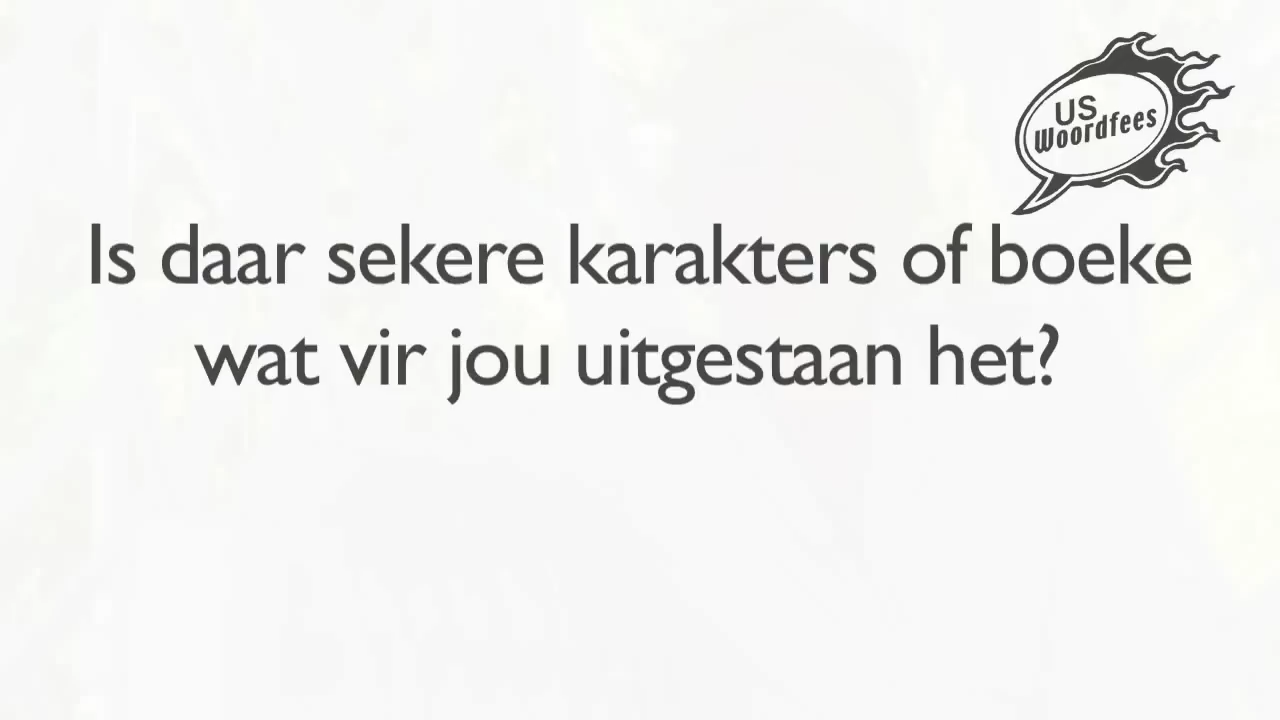 US
Woordfees
Is daar sekere karakters of boeke
wat vir jou uitgestaan het?